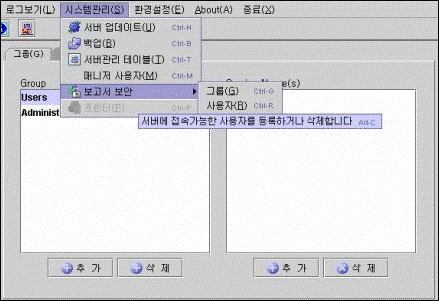 로그보기(L) 시스템관리(S) 환경설정(E) About(A) 종료(X)
서버 업데이트(U) Ctrl-H
백업(B) Ctrl-B
그룹(G)
서버관리 테이블(T) Ctrl-T
매니저 사용자(M) Ctrl-M
Group
보고서 보안
그룹(G) Ctrl-G
Users
프린터(P) Ctrl-P
사용자(R) Ctrl-R
Administ
서버에 접속가능한 사용자를 등록하거나 삭제합니다 Alt-C
추 가
삭 제
추 가
삭 제